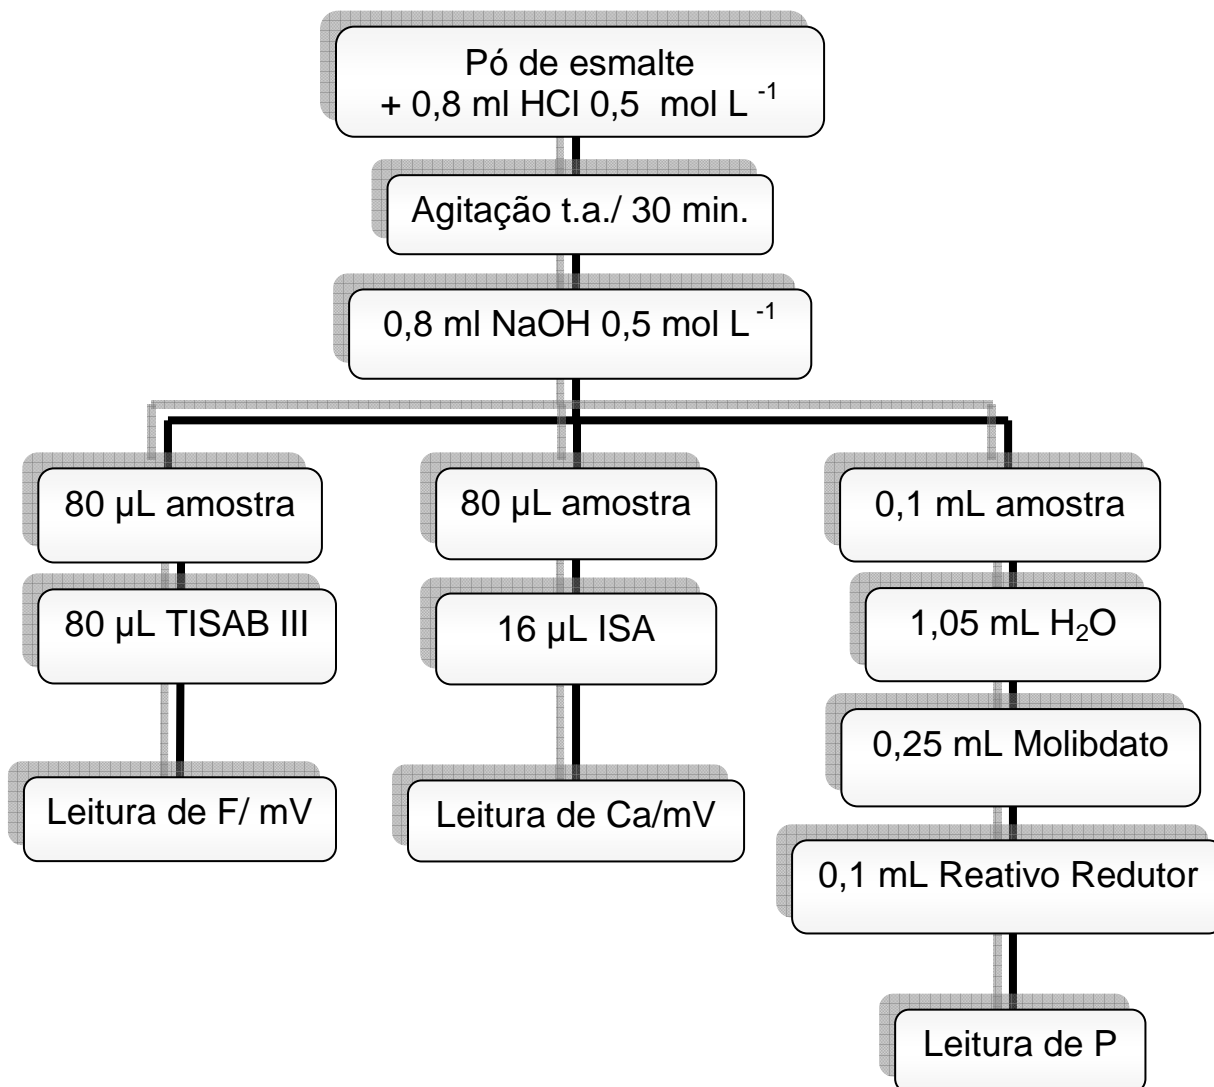 Pó de esmalte
+ 0,8 ml HCl 0,5 mol L ⁻¹
Agitação t.a./ 30 min.
0,8 ml NaOH 0,5 mol L ⁻¹
80 µL amostra
80 µL TISAB III
Leitura de F/ mV
80 µL amostra
16 µL ISA
Leitura de Ca/mV
0,1 mL amostra
1,05 mL H₂O
0,25 mL Molibdato
0,1 mL Reativo Redutor
Leitura de P